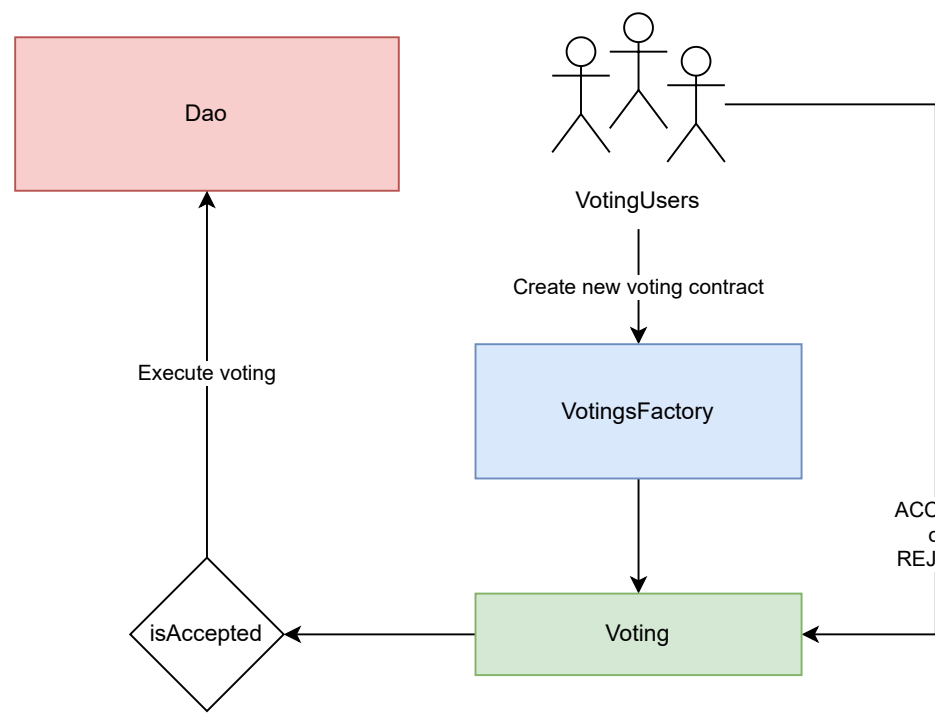 Dao
VotingUsers
Create new voting contract
Execute voting
VotingsFactory
isAccepted
Voting